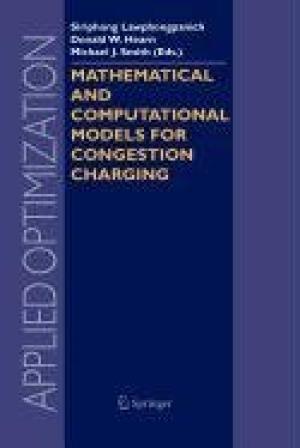 Siriphong Lawphongpanich
Donald W. Hearn
Michael J. Smith (Eds.)
MATHEMATICAL
AND
COMPUTATIONAL
MODELS FOR
CONGESTION
CHARGING
APPLIED OPTIMIZATION
Springer